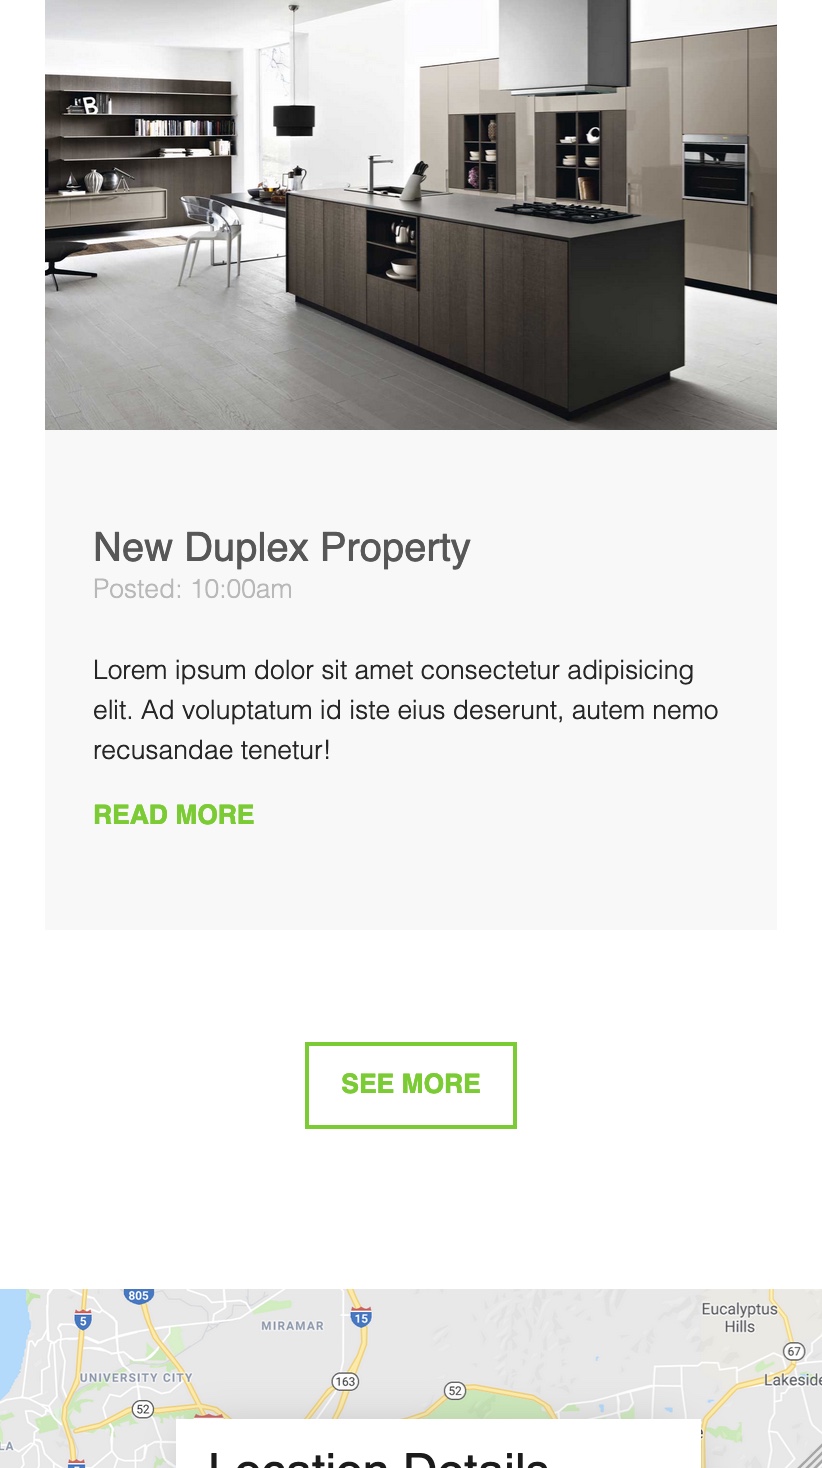 B
New Duplex Property
Posted: 10:00am
Lorem ipsum dolor sit amet consectetur adipisicing
elit. Ad voluptatum id iste eius deserunt, autem nemo
recusandae tenetur!
READ MORE
SEE MORE
805
5
15
MIRAMAR
Eucalyptus
Hills
67
UNIVERSITY CITY
163
52
52
Lakeside
LA
Location Details